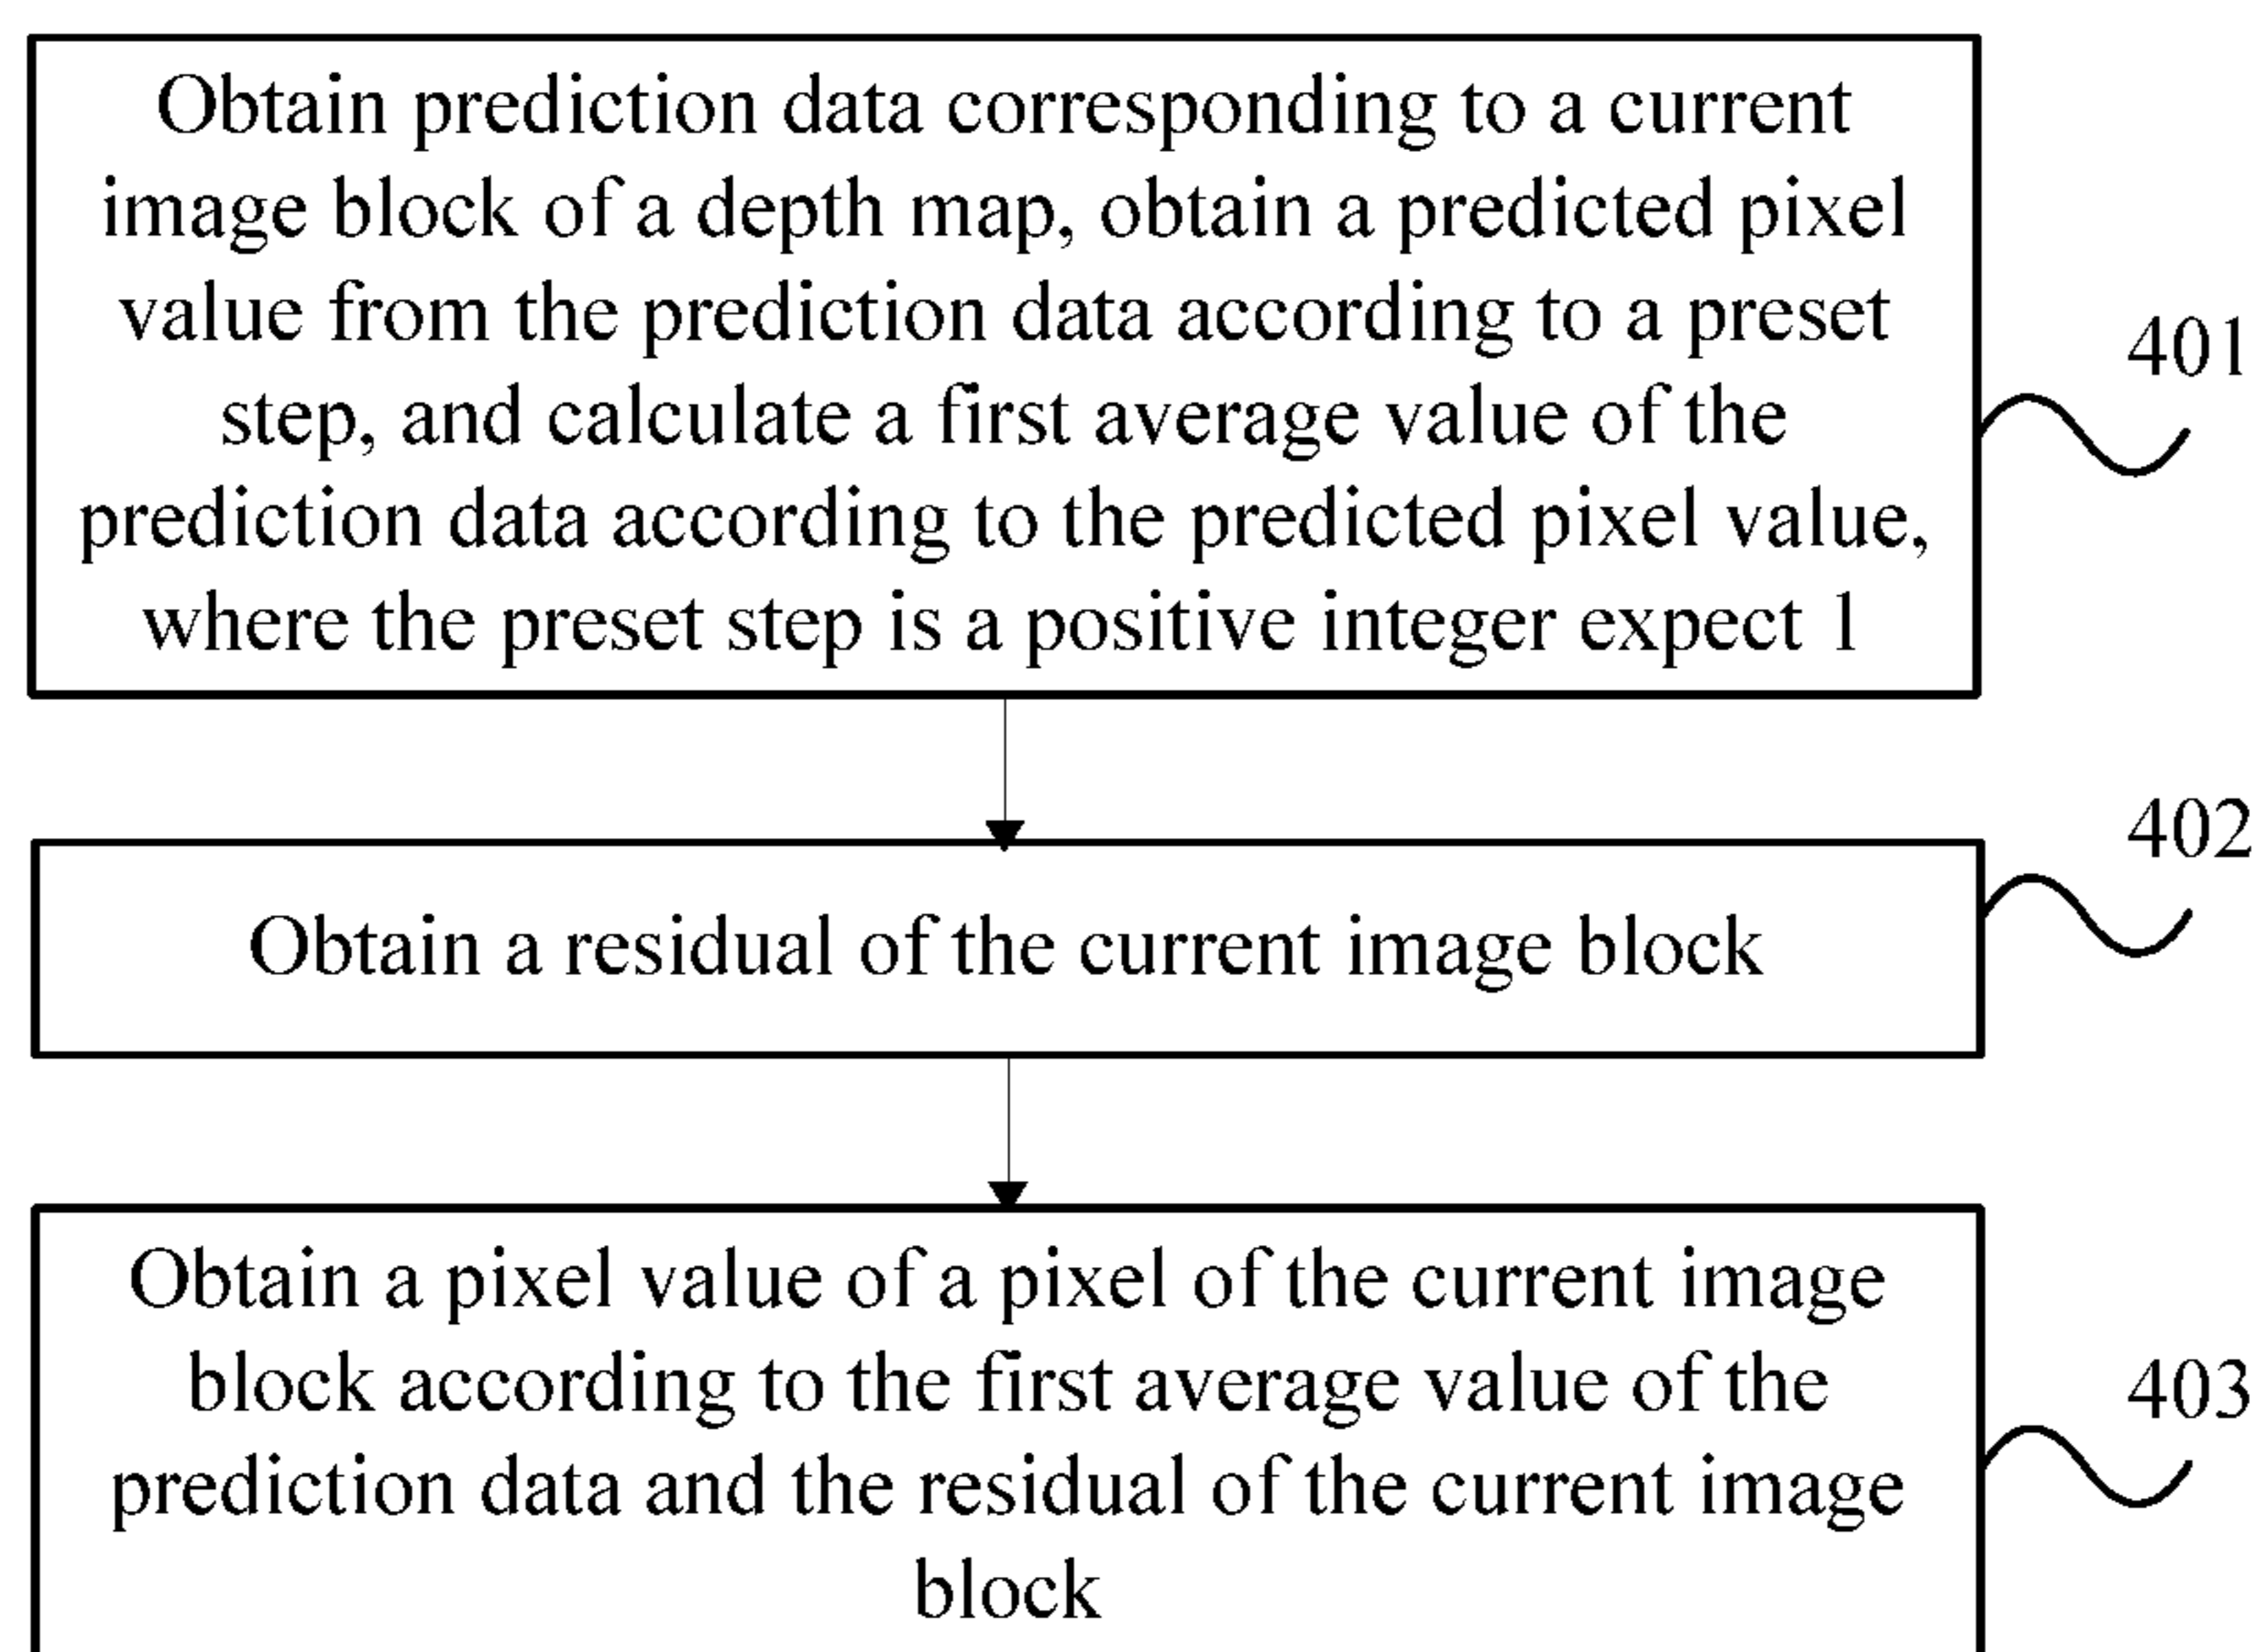 Obtain prediction data corresponding to a current
image block of a depth map, obtain a predicted pixel
value from the prediction data according to a preset
step, and calculate a first average value of the
prediction data according to the predicted pixel value,
where the preset step is a positive integer expect 1
401
Obtain a residual of the current image block
402
Obtain a pixel value of a pixel of the current image
block according to the first average value of the
prediction data and the residual of the current image
block
403